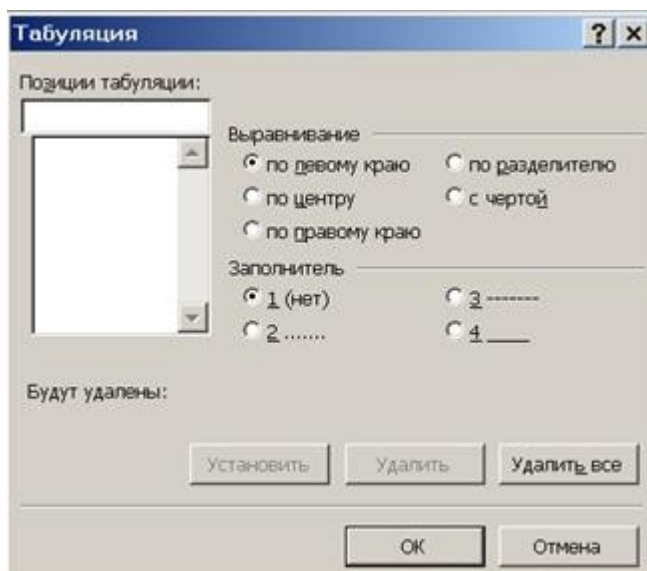 Табуляция
Позиции табуляции:
Выравнивание
по левому краю по разделителю
по центру с чертой
по правому краю
Заполнитель
1 (нет) 3 -------
2 ....... 4 ____
Будут удалены:
Установить Удалить Удалить все
ОК Отмена